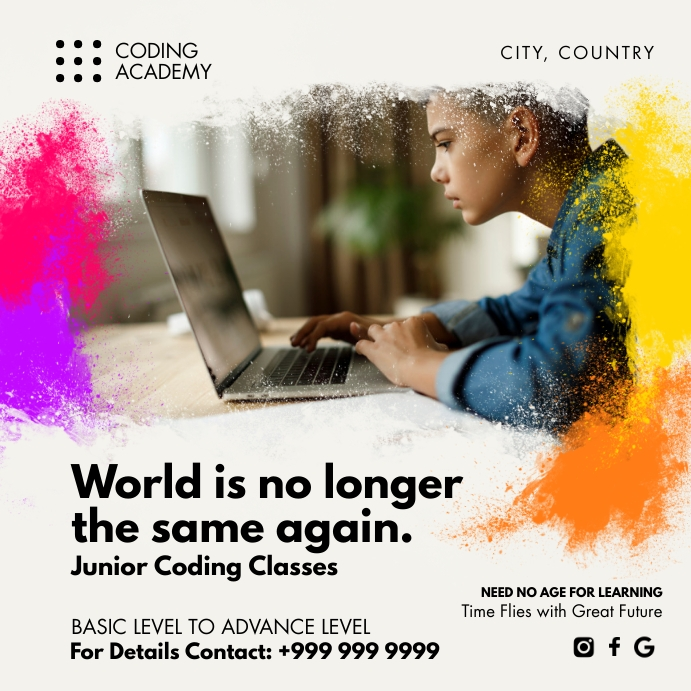 CODING
ACADEMY
CITY, COUNTRY
World is no longer
the same again.
Junior Coding Classes
NEED NO AGE FOR LEARNING
Time Flies with Great Future
BASIC LEVEL TO ADVANCE LEVEL
For Details Contact: +999 999 9999